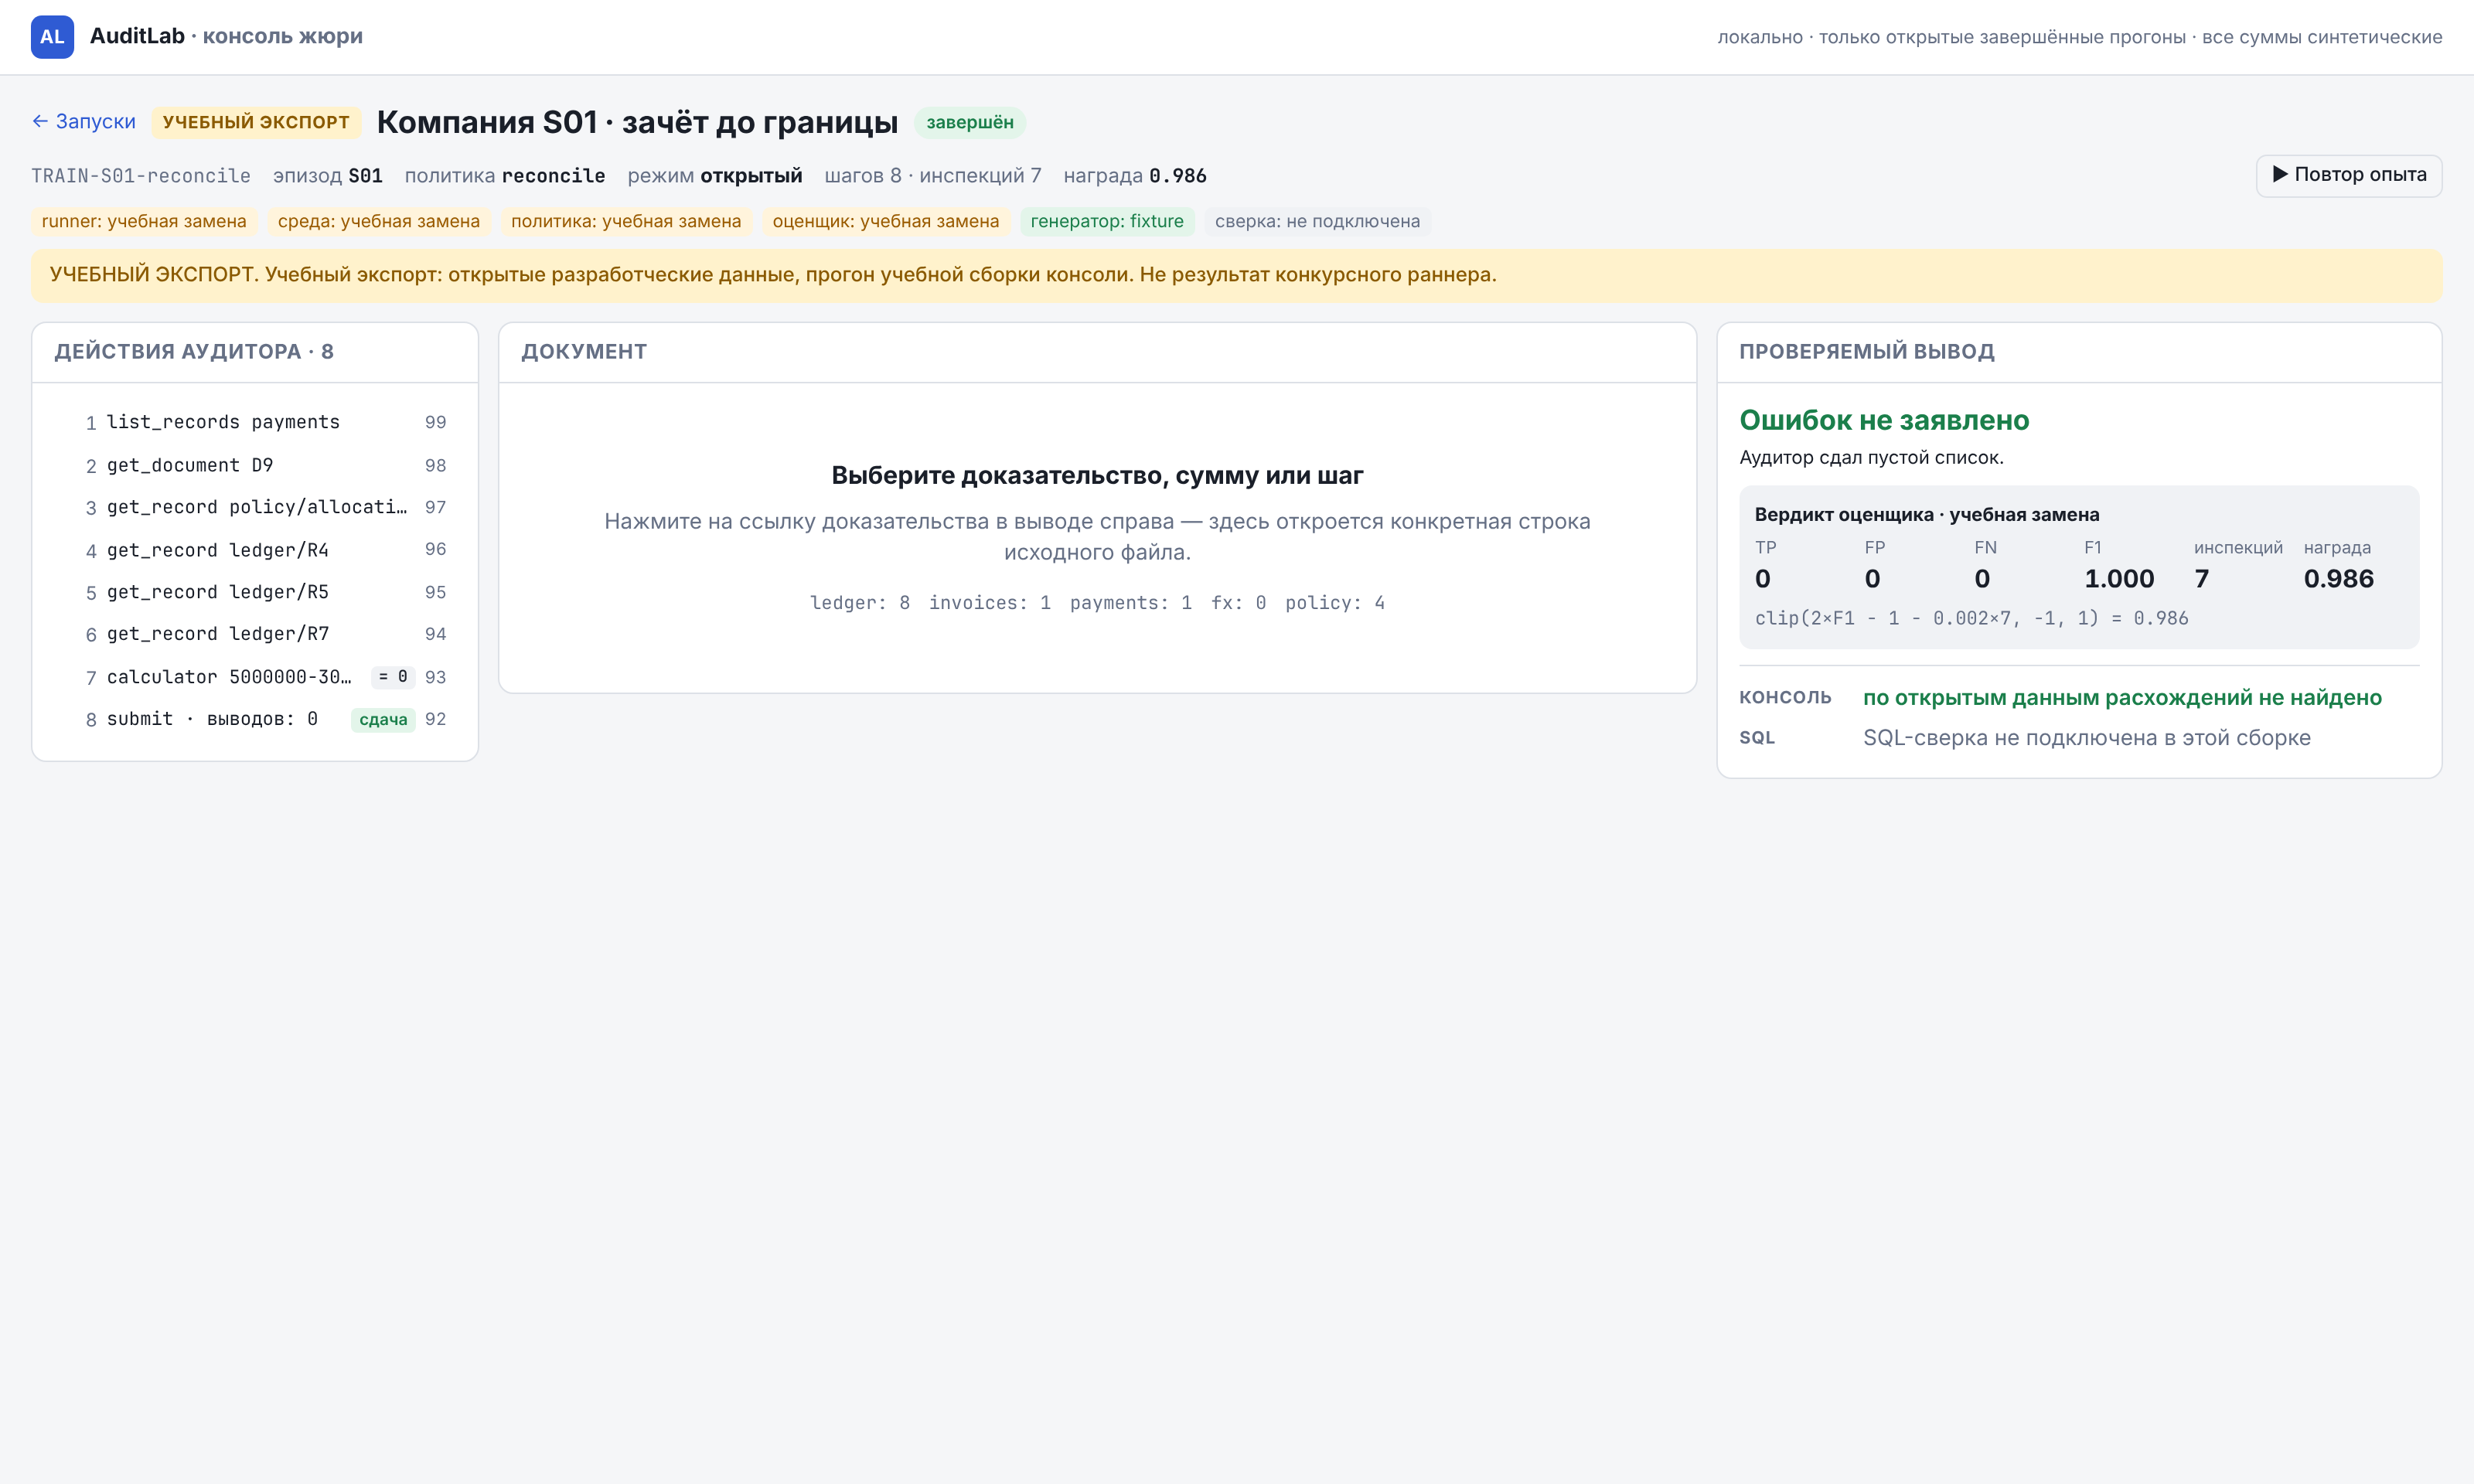 AL AuditLab · консоль жюри
локально · только открытые завершённые прогоны · все суммы синтетические
← Запуски УЧЕБНЫЙ ЭКСПОРТ Компания S01 · зачёт до границы завершён
TRAIN-S01-reconcile эпизод S01 политика reconcile режим открытый шагов 8 · инспекций 7 награда 0.986
▶ Повтор опыта
runner: учебная замена среда: учебная замена политика: учебная замена оценщик: учебная замена генератор: fixture сверка: не подключена
УЧЕБНЫЙ ЭКСПОРТ. Учебный экспорт: открытые разработческие данные, прогон учебной сборки консоли. Не результат конкурсного раннера.
ДЕЙСТВИЯ АУДИТОРА · 8
1 list_records payments 99
2 get_document D9 98
3 get_record policy/allocati… 97
4 get_record ledger/R4 96
5 get_record ledger/R5 95
6 get_record ledger/R7 94
7 calculator 5000000-30… = 0 93
8 submit · выводов: 0 сдача 92
ДОКУМЕНТ
Выберите доказательство, сумму или шаг
Нажмите на ссылку доказательства в выводе справа — здесь откроется конкретная строка
исходного файла.
ledger: 8 invoices: 1 payments: 1 fx: 0 policy: 4
ПРОВЕРЯЕМЫЙ ВЫВОД
Ошибок не заявлено
Аудитор сдал пустой список.
Вердикт оценщика · учебная замена
TP FP FN F1 инспекций награда
0 0 0 1.000 7 0.986
clip(2×F1 - 1 - 0.002×7, -1, 1) = 0.986
КОНСОЛЬ по открытым данным расхождений не найдено
SQL SQL-сверка не подключена в этой сборке